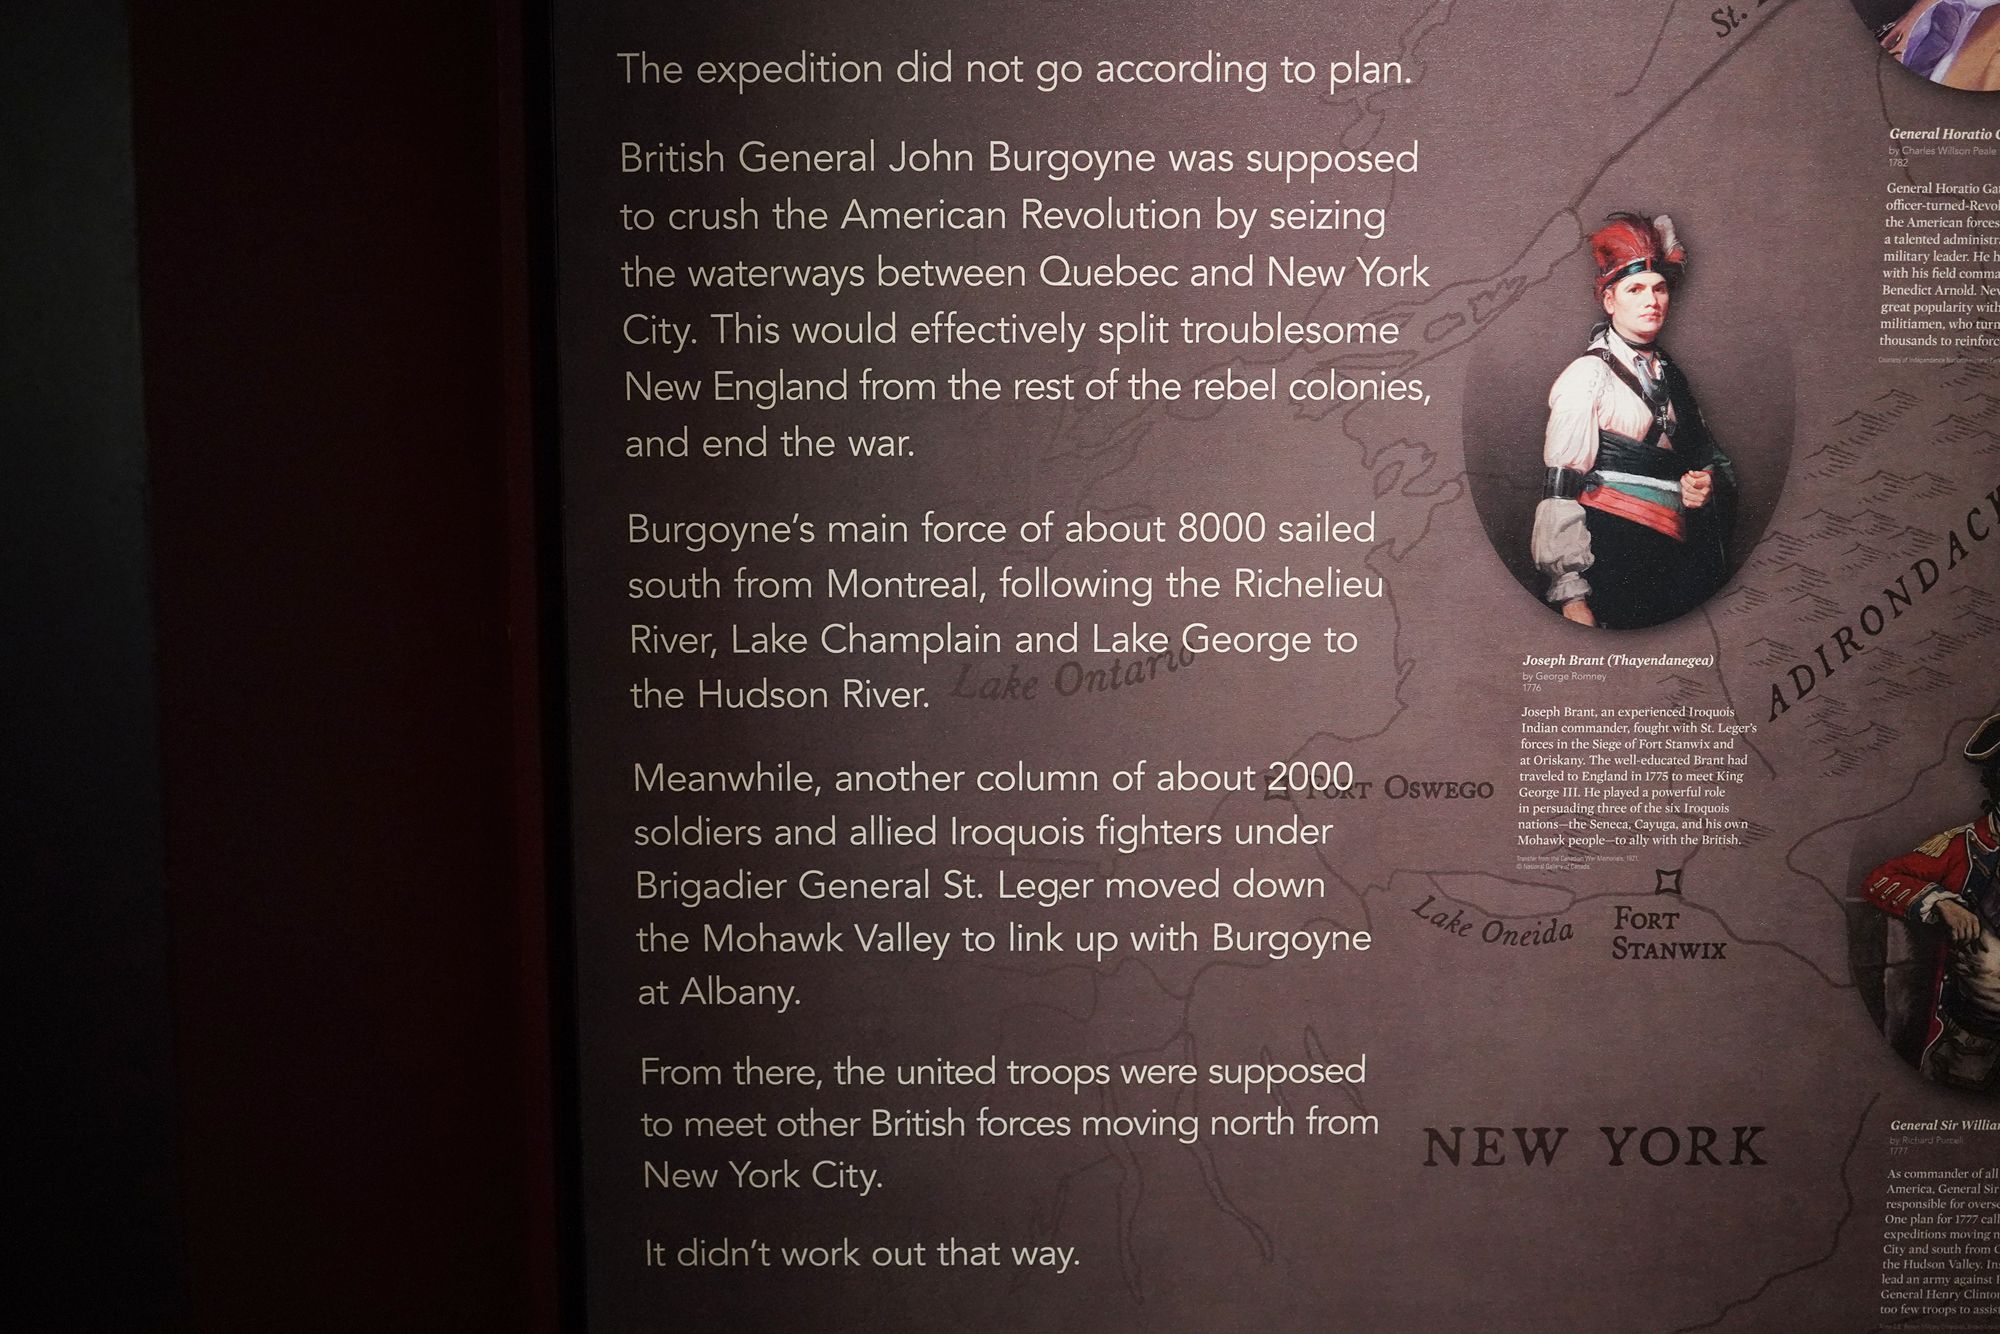 The expedition did not go according to plan.
British General John Burgoyne was supposed
to crush the American Revolution by seizing
the waterways between Quebec and New York
City. This would effectively split troublesome
New England from the rest of the rebel colonies,
and end the war.
Burgoyne's main force of about 8000 sailed
south from Montreal, following the Richelieu
River, Lake Champlain and Lake George to
the Hudson River.
Meanwhile, another column of about 2000
soldiers and allied Iroquois fighters under
Brigadier General St. Leger moved down
the Mohawk Valley to link up with Burgoyne
at Albany.
From there, the united troops were supposed
to meet other British forces moving north from
New York City.
It didn't work out that way.
Lake Ontario
FORT OSWEGO
Lake Oneida
FORT
STANWIX
NEW YORK
St.
Joseph Brant (Thayendanegea)
by George Romney
1776
Joseph Brant, an experienced Iroquois
Indian commander, fought with St. Leger's
forces in the Siege of Fort Stanwix and
at Oriskany. The well-educated Brant had
traveled to England in 1775 to meet King
George III. He played a powerful role
in persuading three of the six Iroquois
nations—the Seneca, Cayuga, and his own
Mohawk people—to ally with the British.
Transfer from the Canadian War Memorials, 1921.
© National Gallery of Canada
General Horatio
by Charles Willson Peale
1782
General Horatio
officer-turned-
the American forces
a talented
military leader. He
with his field
Benedict Arnold.
great popularity with
militiamen, who
thousands to
General Sir
by Richard Purcell
1777
As commander of all
America, General Sir
responsible for
One plan for 1777
expeditions moving
City and south from
the Hudson Valley.
lead an army against
General Henry
too few troops to